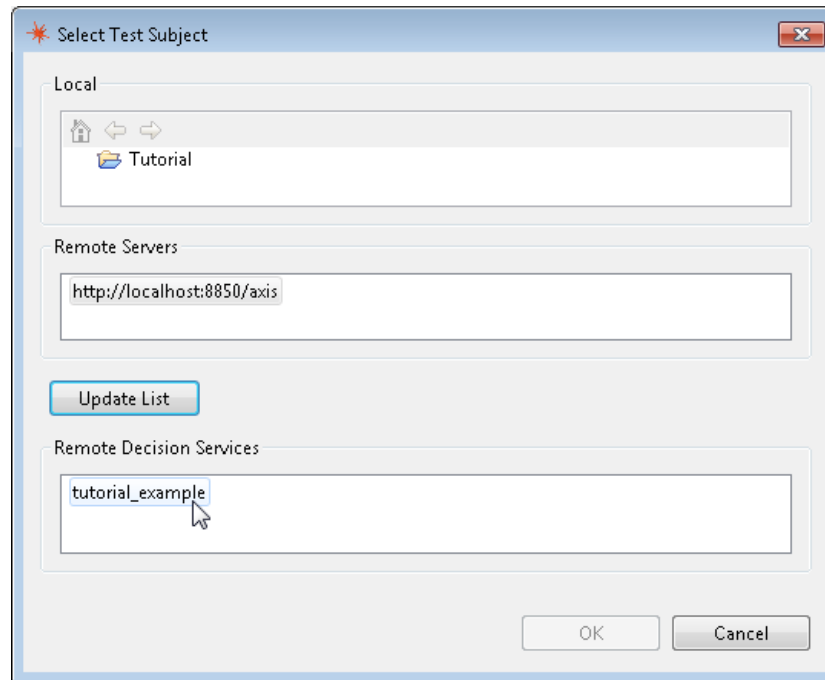 Select Test Subject
Local
Tutorial
Remote Servers
http://localhost:8850/axis
Update List
Remote Decision Services
tutorial_example
OK Cancel